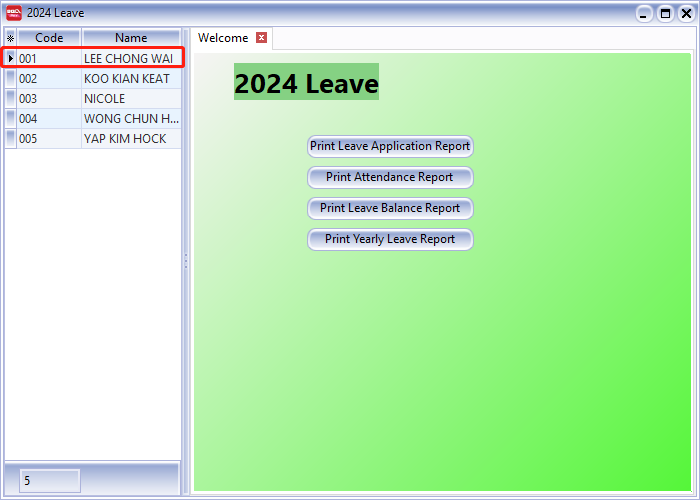 2024 Leave
Code Name
001 LEE CHONG WAI
002 KOO KIAN KEAT
003 NICOLE
004 WONG CHUN H...
005 YAP KIM HOCK
5
Welcome
2024 Leave
Print Leave Application Report
Print Attendance Report
Print Leave Balance Report
Print Yearly Leave Report